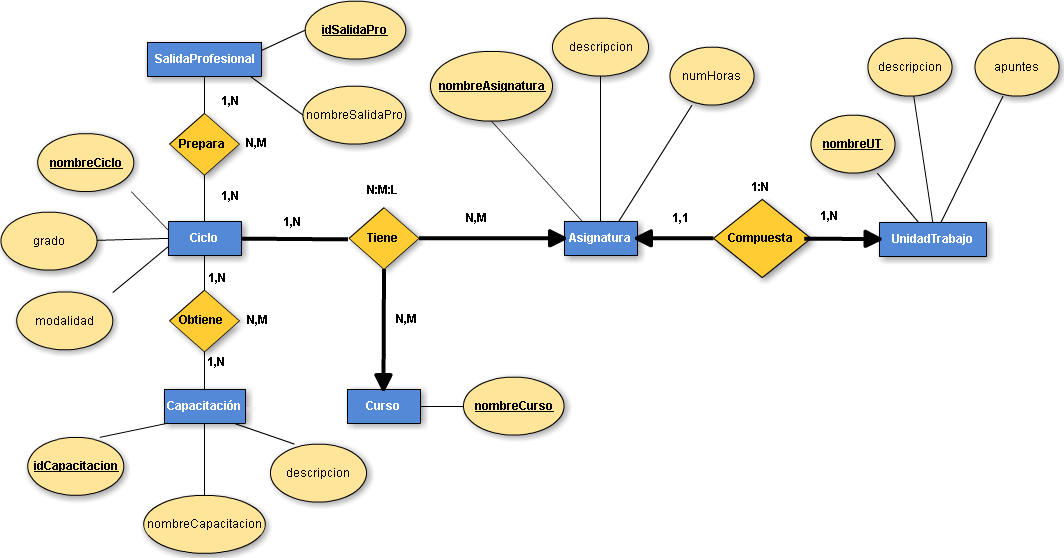 idSalidaPro
SalidaProfesional
nombreSalidaPro
1,N
Prepara
N,M
1,N
nombreCiclo
grado
modalidad
Ciclo
1,N
N:M:L
Tiene
N,M
N,M
1,N
Obtiene
N,M
1,N
Capacitación
idCapacitacion
nombreCapacitacion
descripcion
Curso
nombreCurso
nombreAsignatura
descripcion
numHoras
Asignatura
1,1
1:N
Compuesta
1,N
UnidadTrabajo
nombreUT
descripcion
apuntes